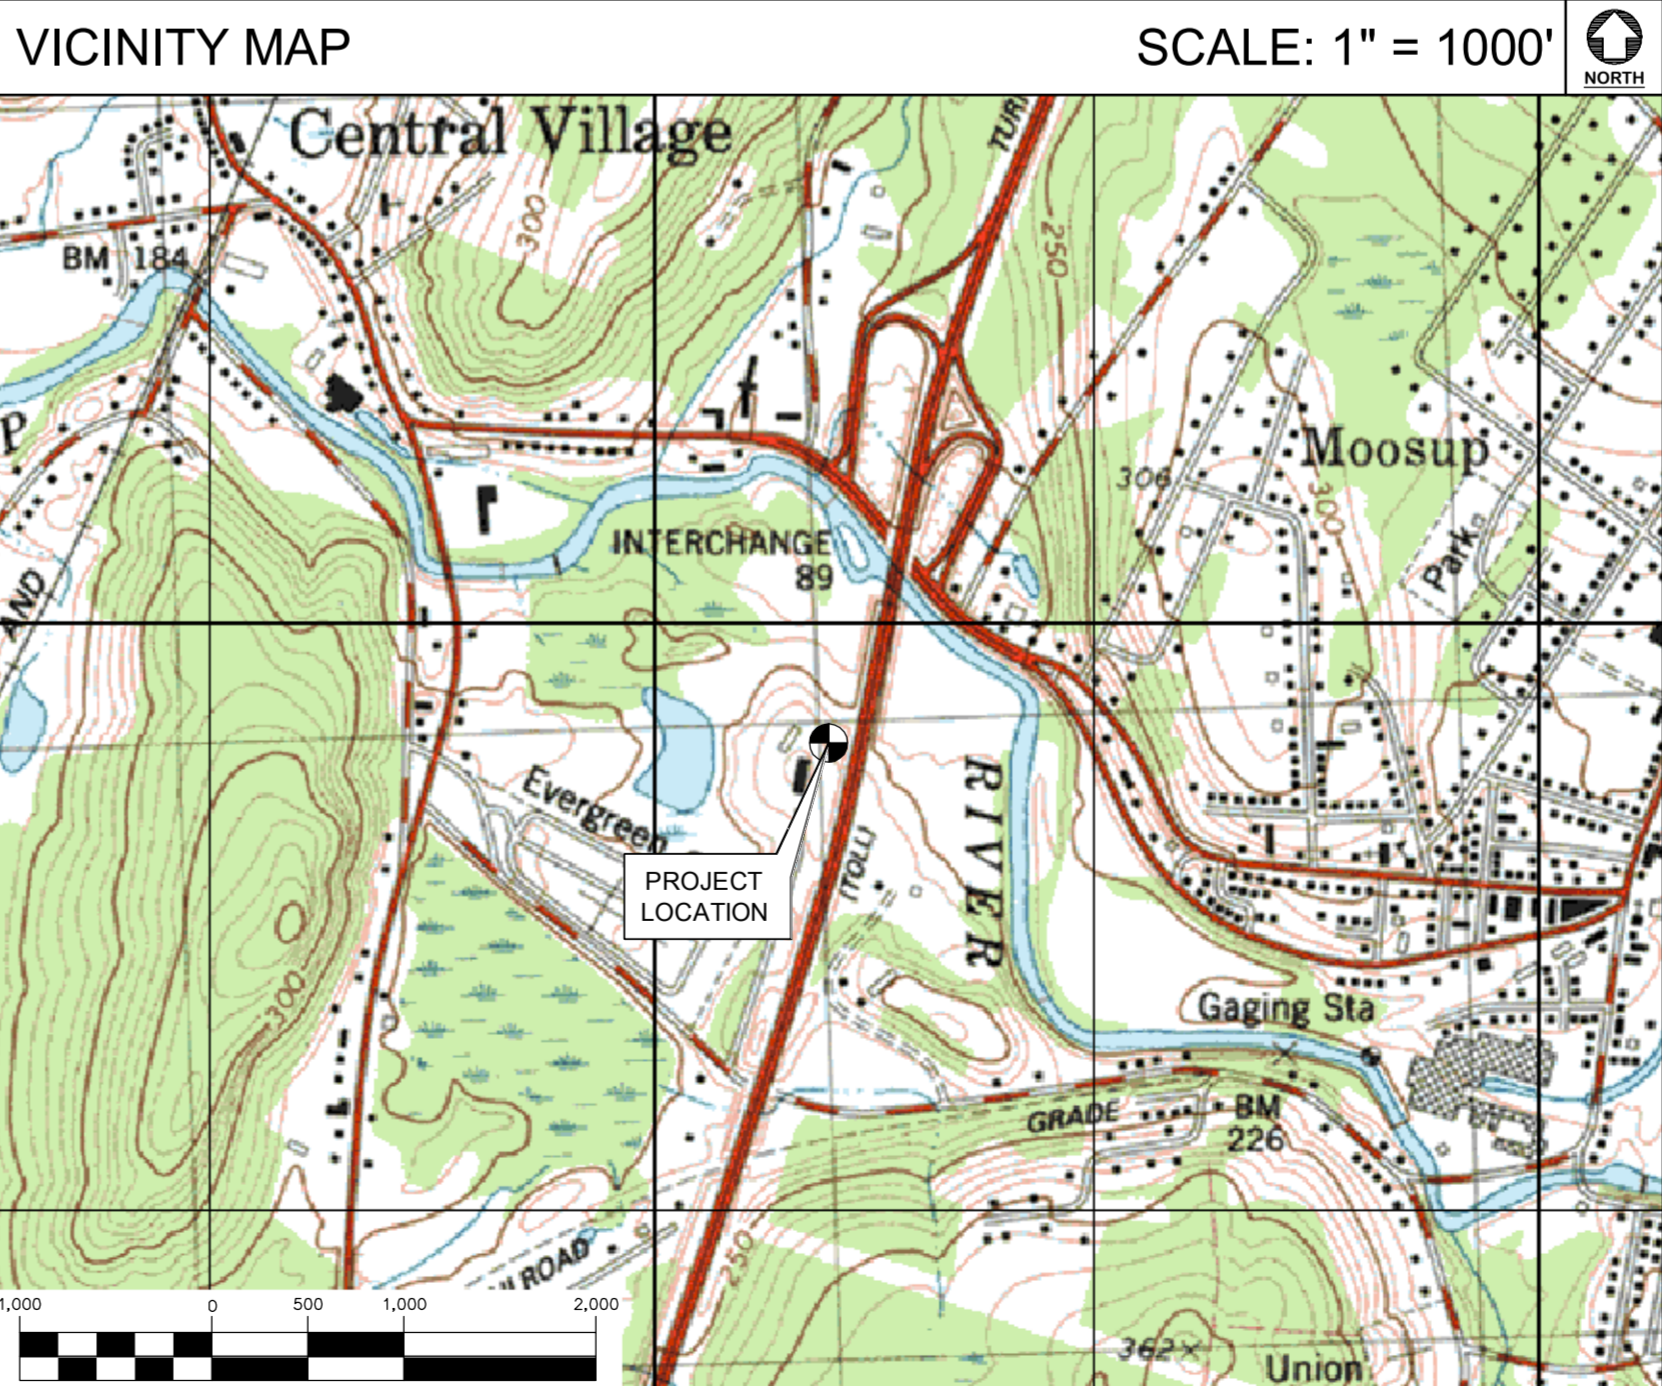 VICINITY MAP
SCALE: 1" = 1000'
NORTH
Central Village
300
250
BM 184
P
Moosup
306
300
INTERCHANGE
89
Park
AND
Evergreen
RIVER
PROJECT
LOCATION
(TOLL)
300
Gaging Sta
GRADE
BM
226
250
362
Union
1,000
0
500
1,000
2,000